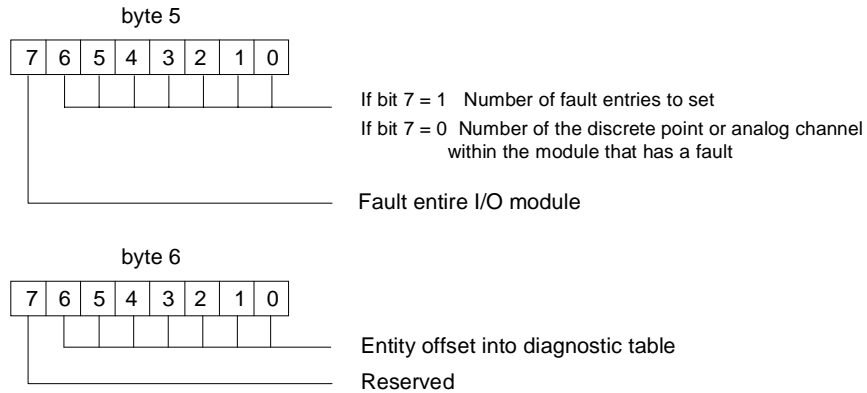 byte 5
7 6 5 4 3 2 1 0
If bit 7 = 1 Number of fault entries to set
If bit 7 = 0 Number of the discrete point or analog channel
within the module that has a fault
Fault entire I/O module
byte 6
7 6 5 4 3 2 1 0
Entity offset into diagnostic table
Reserved